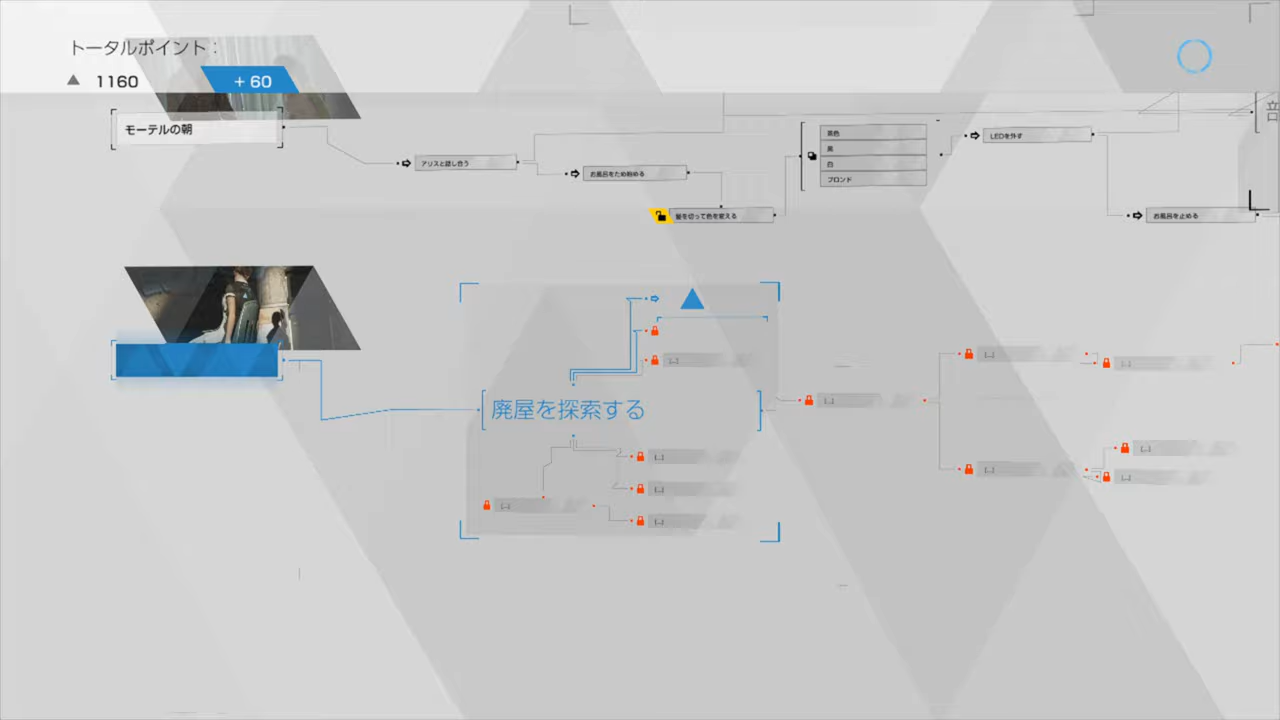 トータルポイント :
1160
+ 60
モーテルの朝
アリスと話し合う
お風呂をため始める
髪を切って色を変える
茶色
黒
白
ブロンド
LEDを外す
お風呂を止める
[...]
廃屋を探索する
[...]
[...]
[...]
[...]
[...]
[...]
[...]
[...]
[...]
[...]